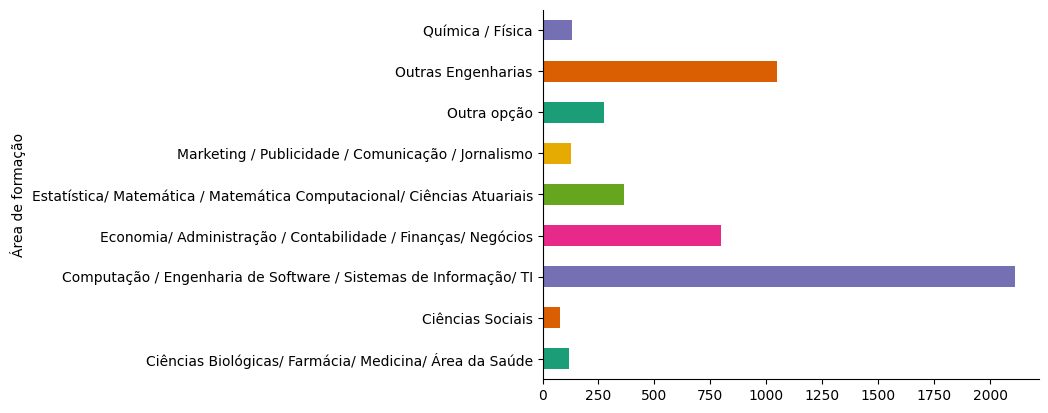 Química / Física
Outras Engenharias
Outra opção
Marketing / Publicidade / Comunicação / Jornalismo
Estatística/ Matemática / Matemática Computacional/ Ciências Atuariais
Economia/ Administração / Contabilidade / Finanças/ Negócios
Computação / Engenharia de Software / Sistemas de Informação/ TI
Ciências Sociais
Ciências Biológicas/ Farmácia/ Medicina/ Área da Saúde
Área de formação
0 250 500 750 1000 1250 1500 1750 2000